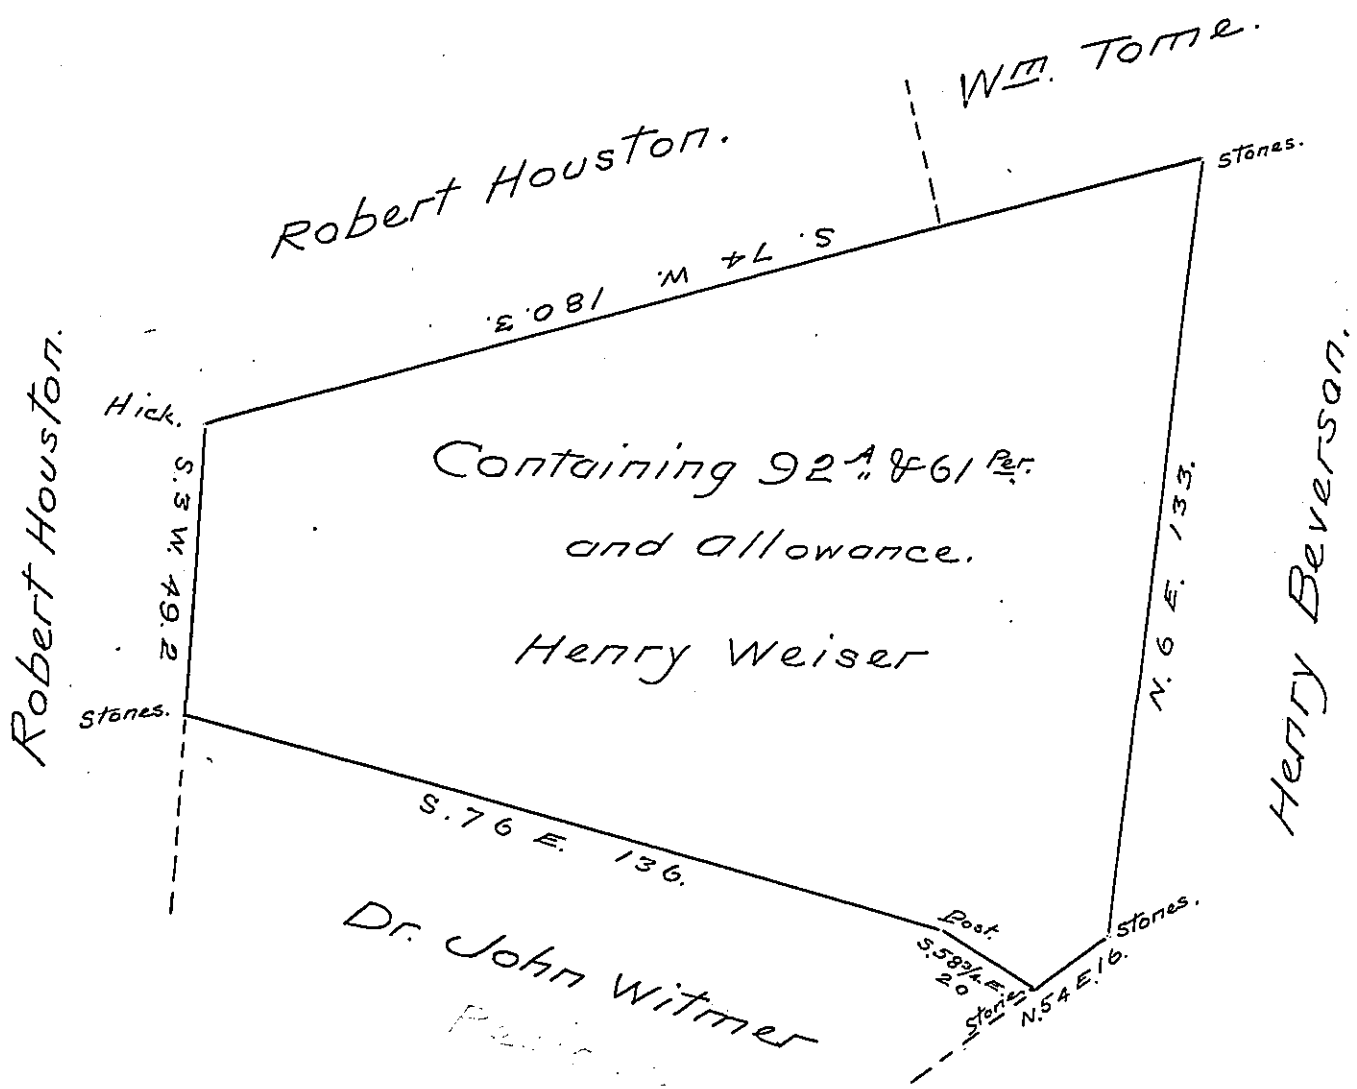 Wm. Tome.
Robert Houston.
Stones.
S. 74 W 180.3.
Robert Houston.
Hick.
S. 3 W. 49.2
Containing 92 A. & 61 Per.
and Allowance.
Henry Weiser
N. 6 E. 133.
Henry Beverson.
Stones.
S. 76 E. 136.
Post.
S. 58 3/4 E.
20
Stones.
Stones
N. 54 E. 16.
Dr. John Witmer